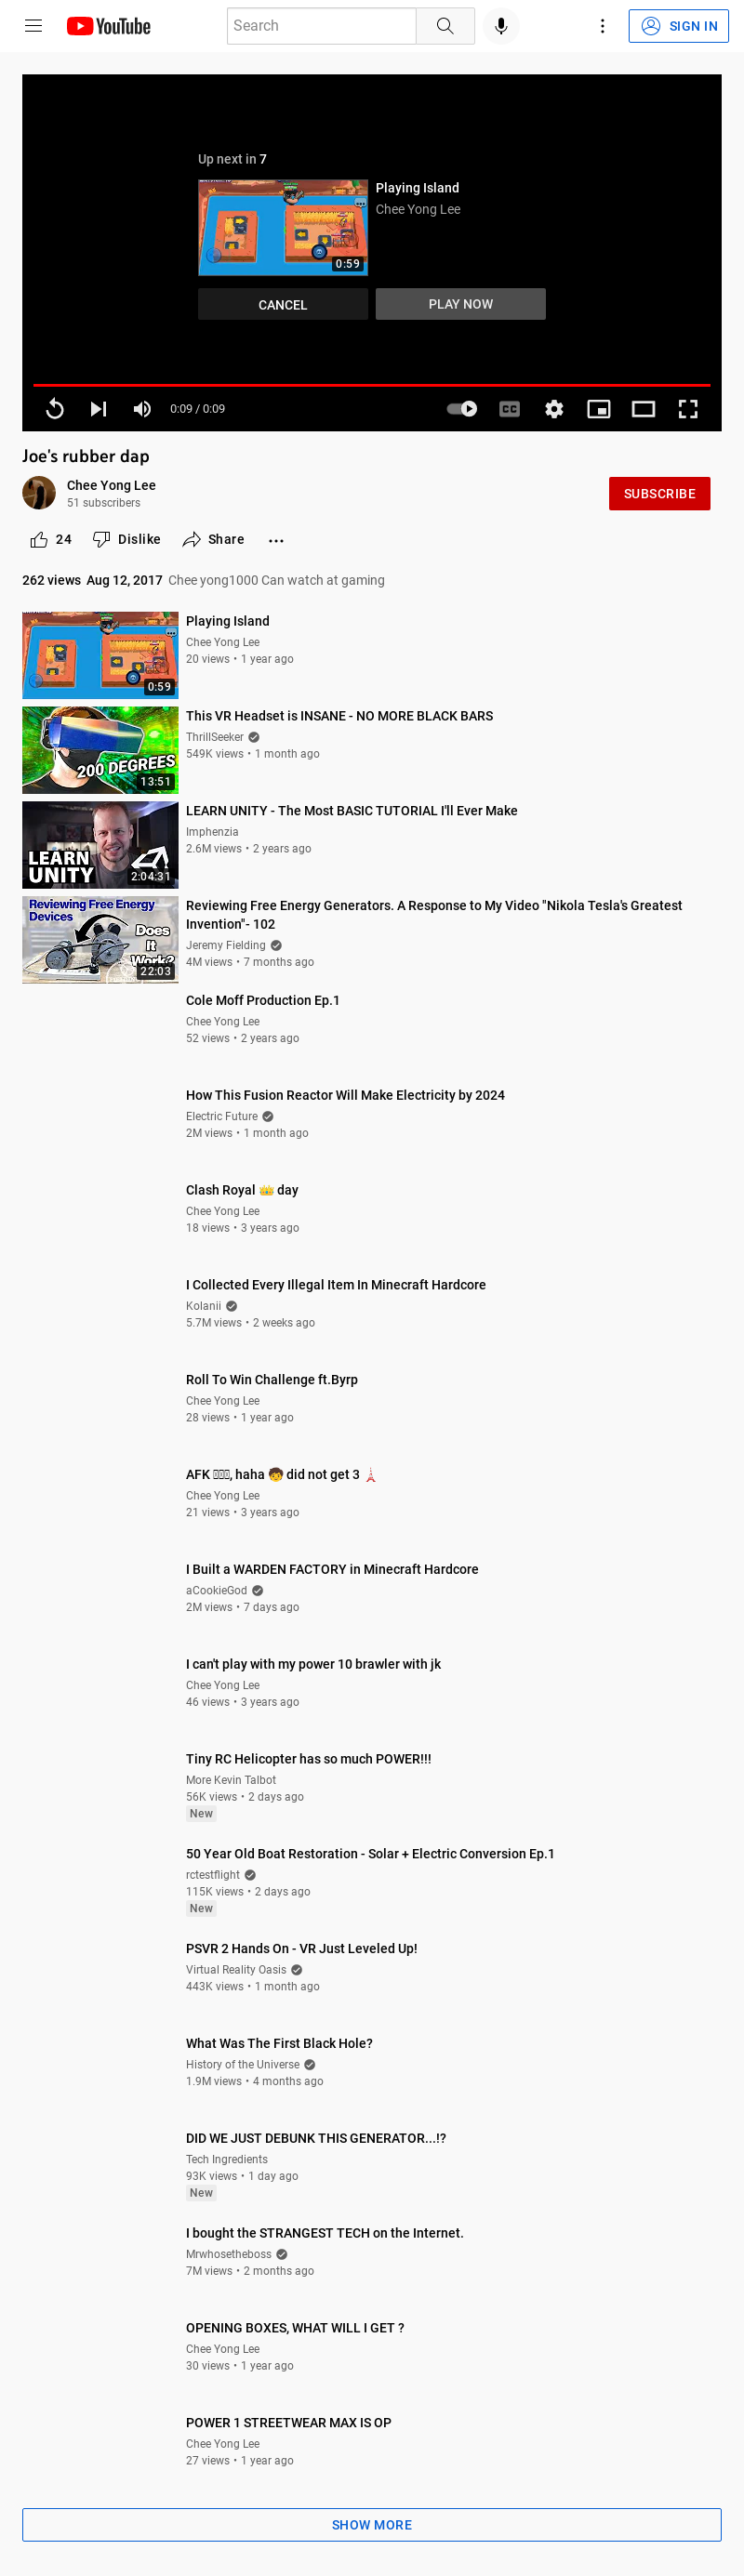 YouTube
Search
SIGN IN
Up next in 7
Playing Island
Chee Yong Lee
0:59
CANCEL
PLAY NOW
0:09 / 0:09
CC
Joe's rubber dap
Chee Yong Lee
51 subscribers
SUBSCRIBE
24
Dislike
Share
262 views Aug 12, 2017 Chee yong1000 Can watch at gaming
0:59
Playing Island
Chee Yong Lee
20 views • 1 year ago
200 DEGREES
13:51
This VR Headset is INSANE - NO MORE BLACK BARS
ThrillSeeker
549K views • 1 month ago
LEARN
UNITY
2:04:31
LEARN UNITY - The Most BASIC TUTORIAL I'll Ever Make
Imphenzia
2.6M views • 2 years ago
Reviewing Free Energy
Devices
Does
It
Work?
22:03
Reviewing Free Energy Generators. A Response to My Video "Nikola Tesla's Greatest
Invention"- 102
Jeremy Fielding
4M views • 7 months ago
Cole Moff Production Ep.1
Chee Yong Lee
52 views • 2 years ago
How This Fusion Reactor Will Make Electricity by 2024
Electric Future
2M views • 1 month ago
Clash Royal 👑 day
Chee Yong Lee
18 views • 3 years ago
I Collected Every Illegal Item In Minecraft Hardcore
Kolanii
5.7M views • 2 weeks ago
Roll To Win Challenge ft.Byrp
Chee Yong Lee
28 views • 1 year ago
AFK , haha 🧒 did not get 3 🗼
Chee Yong Lee
21 views • 3 years ago
I Built a WARDEN FACTORY in Minecraft Hardcore
aCookieGod
2M views • 7 days ago
I can't play with my power 10 brawler with jk
Chee Yong Lee
46 views • 3 years ago
Tiny RC Helicopter has so much POWER!!!
More Kevin Talbot
56K views • 2 days ago
New
50 Year Old Boat Restoration - Solar + Electric Conversion Ep.1
rctestflight
115K views • 2 days ago
New
PSVR 2 Hands On - VR Just Leveled Up!
Virtual Reality Oasis
443K views • 1 month ago
What Was The First Black Hole?
History of the Universe
1.9M views • 4 months ago
DID WE JUST DEBUNK THIS GENERATOR...!?
Tech Ingredients
93K views • 1 day ago
New
I bought the STRANGEST TECH on the Internet.
Mrwhosetheboss
7M views • 2 months ago
OPENING BOXES, WHAT WILL I GET ?
Chee Yong Lee
30 views • 1 year ago
POWER 1 STREETWEAR MAX IS OP
Chee Yong Lee
27 views • 1 year ago
SHOW MORE